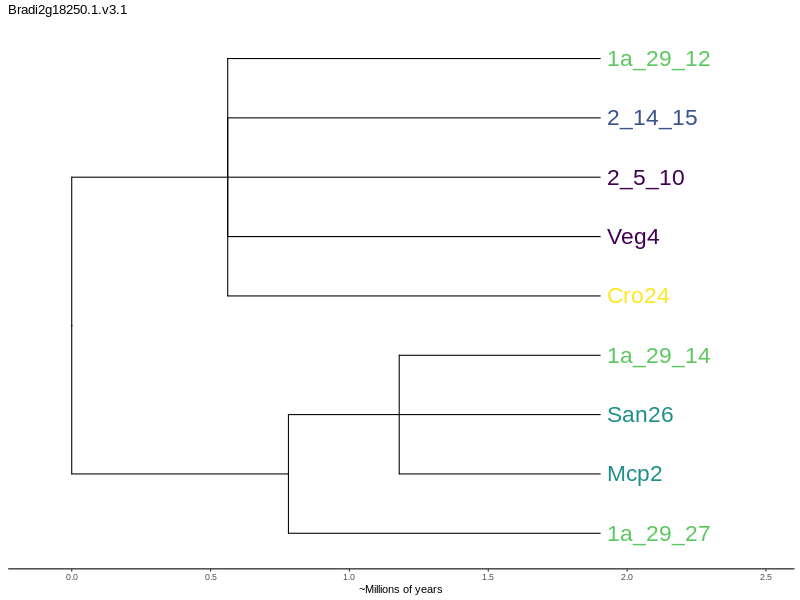 Bradi2g18250.1.v3.1
1a_29_12
2_14_15
2_5_10
Veg4
Cro24
1a_29_14
San26
Mcp2
1a_29_27
0.0 0.5 1.0 1.5 2.0 2.5
~Millions of years